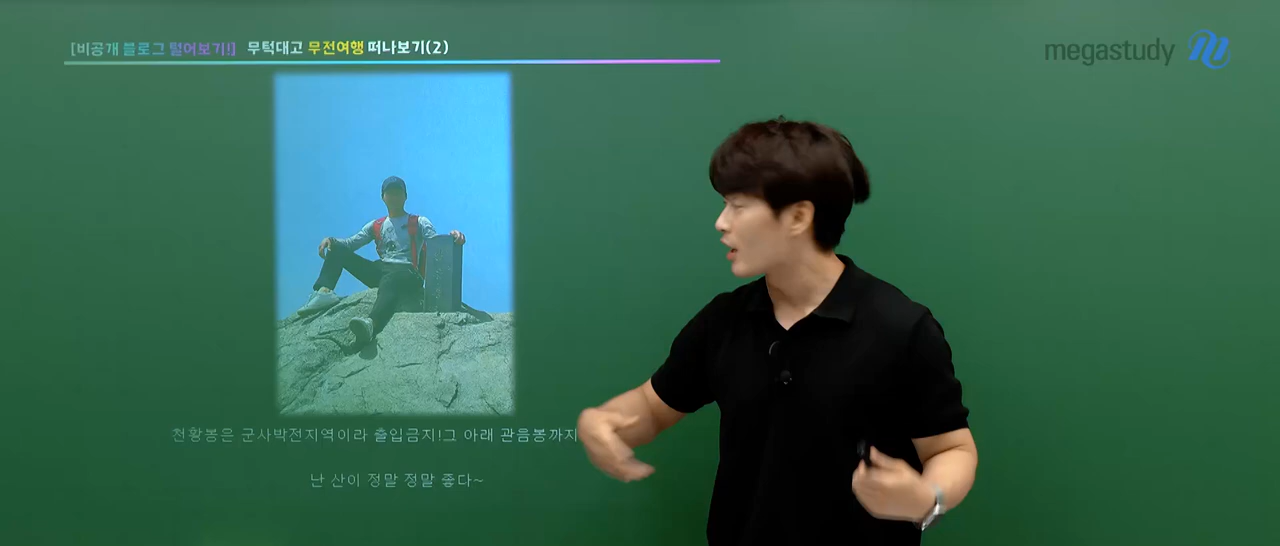 [비공개 블로그 털어보기!] 무턱대고 무전여행 떠나보기(2)
megastudy
천황봉은 군사박전지역이라 출입금지!그 아래 관음봉까지
난 산이 정말 정말 좋다~